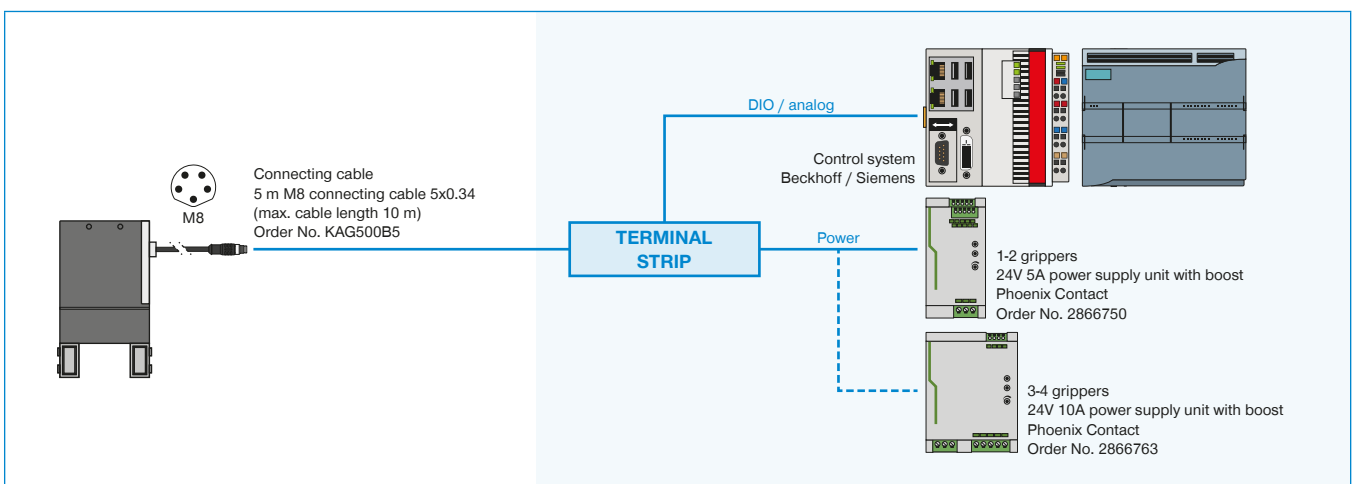 DIO / analog
Control system
Beckhoff / Siemens
Connecting cable
5 m M8 connecting cable 5x0.34
(max. cable length 10 m)
Order No. KAG500B5
M8
TERMINAL
STRIP
Power
1-2 grippers
24V 5A power supply unit with boost
Phoenix Contact
Order No. 2866750
3-4 grippers
24V 10A power supply unit with boost
Phoenix Contact
Order No. 2866763